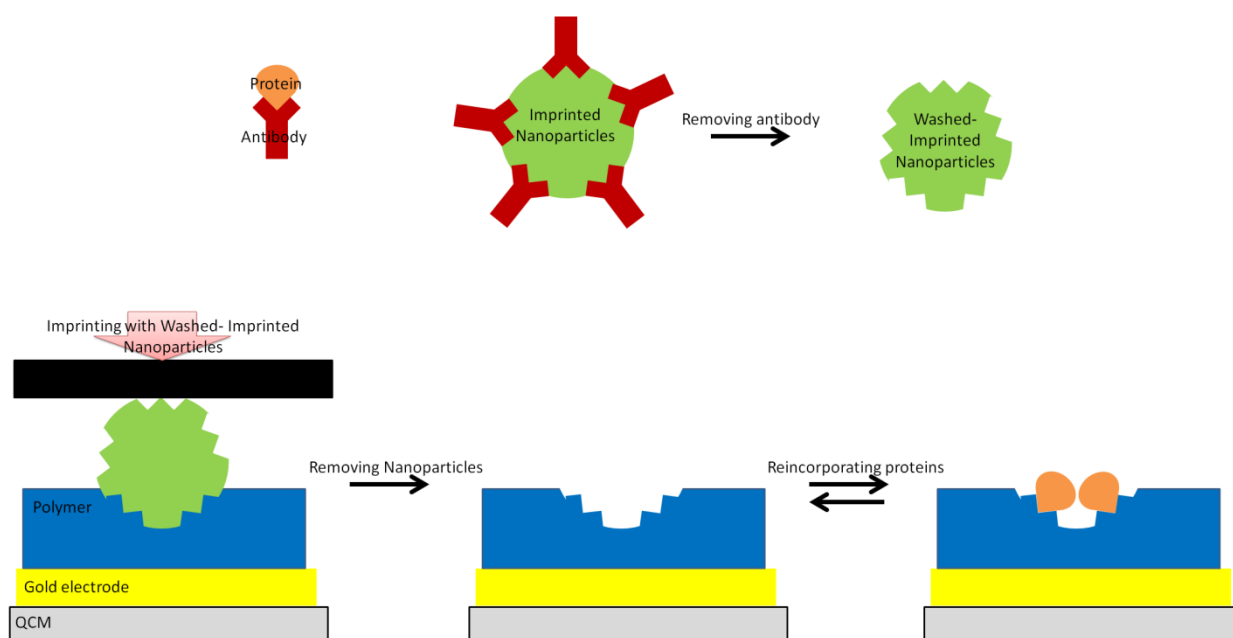 Protein
Antibody
Imprinted
Nanoparticles
Removing antibody
Washed-
Imprinted
Nanoparticles
Imprinting with Washed- Imprinted
Nanoparticles
Removing Nanoparticles
Reincorporating proteins
Polymer
Gold electrode
QCM